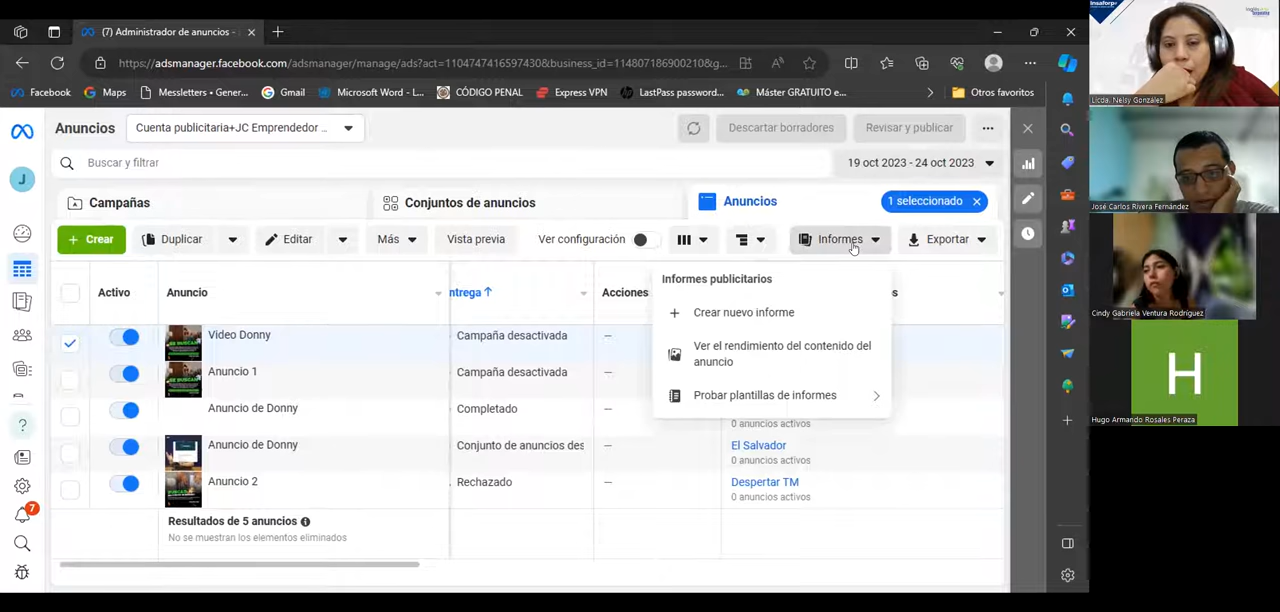 (7) Administrador de anuncios -
https://adsmanager.facebook.com/adsmanager/manage/ads?act=1104747416597430&business_id=1148071869002108&g...
Facebook
Maps
Messletters • Gener...
Gmail
Microsoft Word - L...
CÓDIGO PENAL
Express VPN
LastPass password...
Máster GRATUITO e...
Otros favoritos
Anuncios
Cuenta publicitaria+JC Emprendedor ...
Descartar borradores
Revisar y publicar
Buscar y filtrar
19 oct 2023 - 24 oct 2023
Campañas
Conjuntos de anuncios
Anuncios
1 seleccionado
+ Crear
Duplicar
Editar
Más
Vista previa
Ver configuración
Informes
Exportar
Activo
Anuncio
ntrega ↑
Acciones
s
Informes publicitarios
+ Crear nuevo informe
Ver el rendimiento del contenido del
anuncio
Probar plantillas de informes
Video Donny
Campaña desactivada
—
Anuncio 1
Campaña desactivada
—
Anuncio de Donny
Completado
—
0 anuncios activos
Anuncio de Donny
Conjunto de anuncios des
—
El Salvador
0 anuncios activos
Anuncio 2
Rechazado
—
Despertar TM
0 anuncios activos
Resultados de 5 anuncios
No se muestran los elementos eliminados
J
7
Insaforp
Licda. Nelsy González
José Carlos Rivera Fernández
Cindy Gabriela Ventura Rodríguez
H
Hugo Armando Rosales Peraza